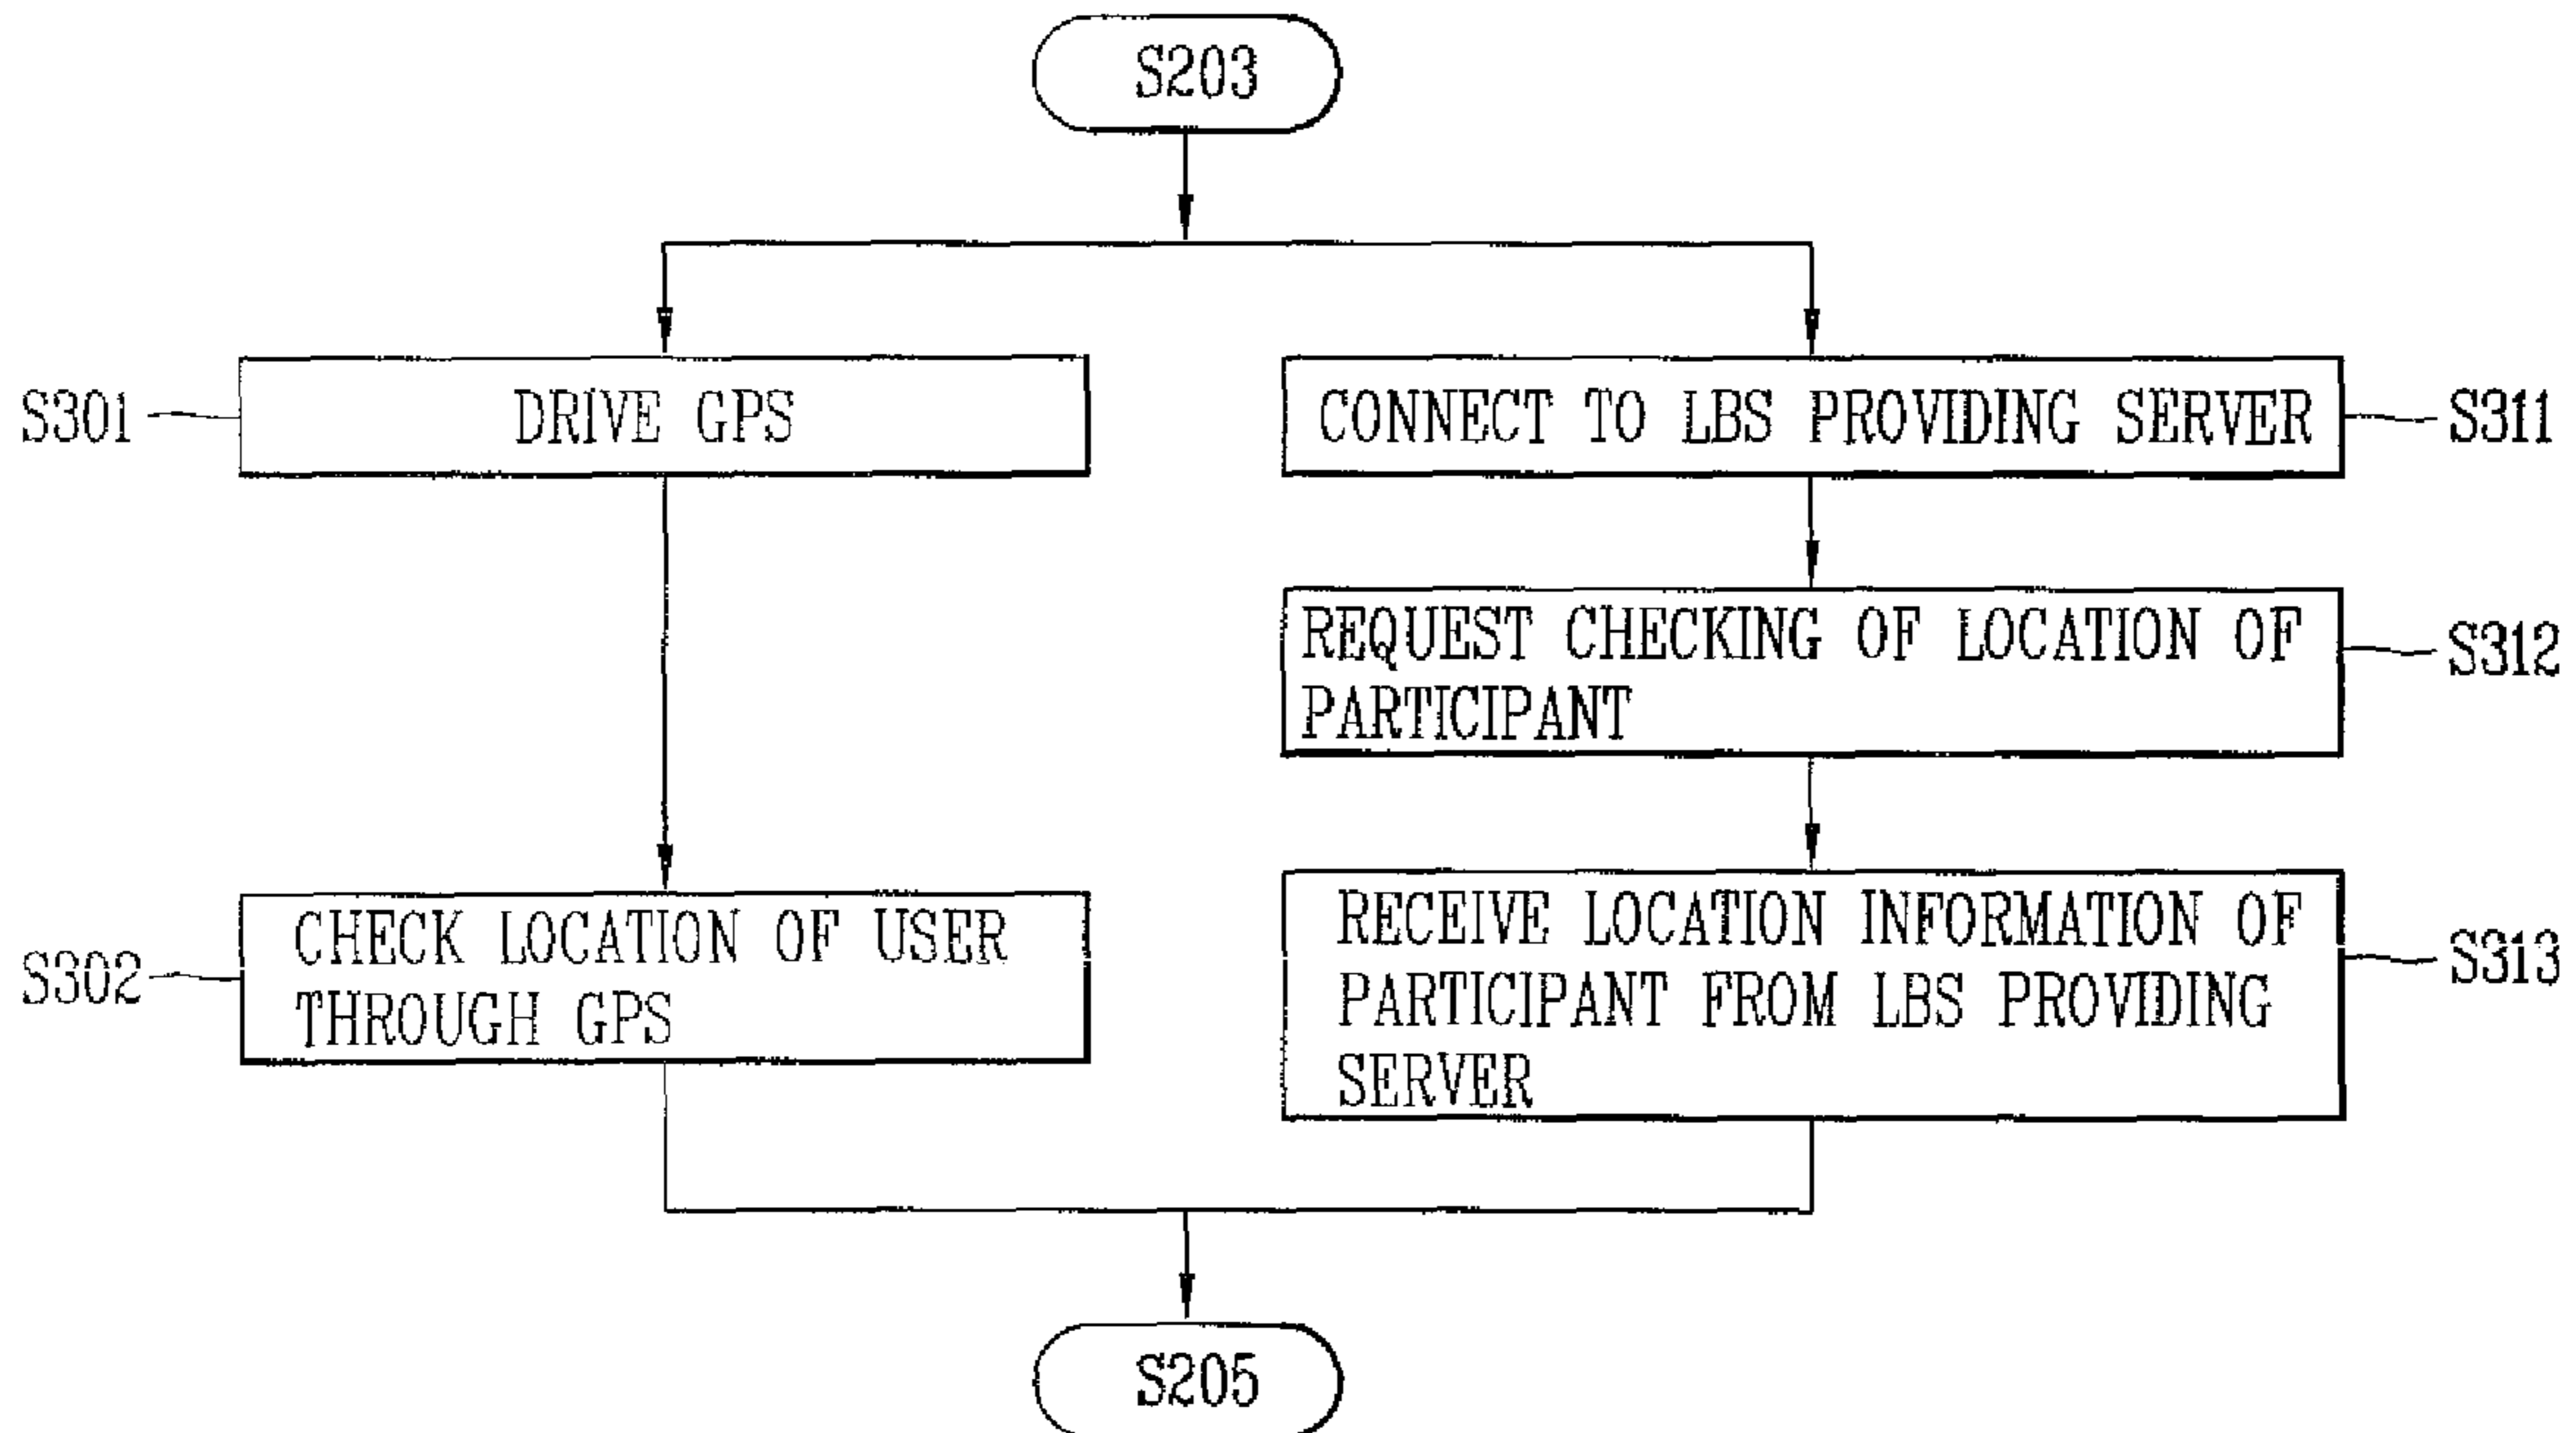 S203
S301
DRIVE GPS
CONNECT TO LBS PROVIDING SERVER
S311
REQUEST CHECKING OF LOCATION OF
PARTICIPANT
S312
S302
CHECK LOCATION OF USER
THROUGH GPS
RECEIVE LOCATION INFORMATION OF
PARTICIPANT FROM LBS PROVIDING
SERVER
S313
S205